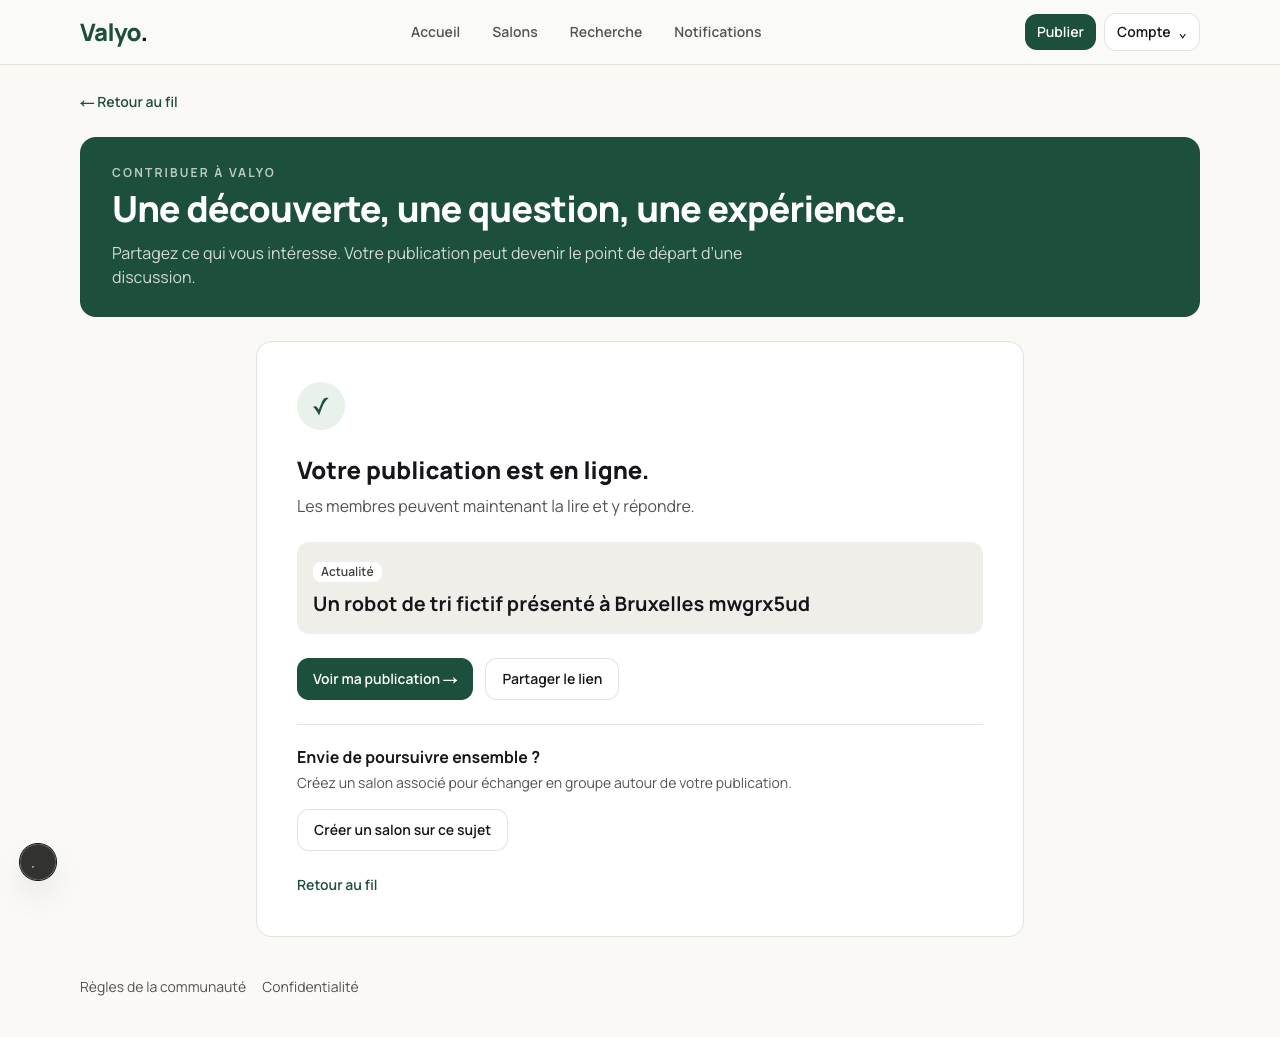 Valyo.
Accueil
Salons
Recherche
Notifications
Publier
Compte
← Retour au fil
CONTRIBUER À VALYO
Une découverte, une question, une expérience.
Partagez ce qui vous intéresse. Votre publication peut devenir le point de départ d’une
discussion.
Votre publication est en ligne.
Les membres peuvent maintenant la lire et y répondre.
Actualité
Un robot de tri fictif présenté à Bruxelles mwgrx5ud
Voir ma publication →
Partager le lien
Envie de poursuivre ensemble ?
Créez un salon associé pour échanger en groupe autour de votre publication.
Créer un salon sur ce sujet
Retour au fil
Règles de la communauté
Confidentialité